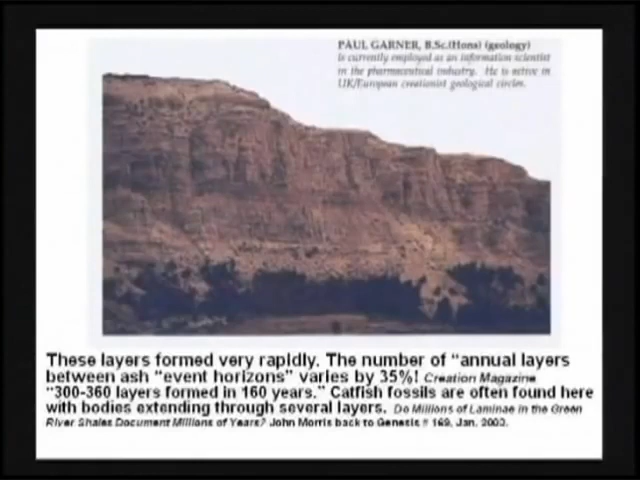 PAUL GARNER, B.Sc.(Hons) (geology)
is currently employed as an information scientist
in the pharmaceutical industry. He is active in
UK/European creationist geological circles.
These layers formed very rapidly. The number of "annual layers
between ash "event horizons" varies by 35%! Creation Magazine
"300-360 layers formed in 160 years." Catfish fossils are often found here
with bodies extending through several layers. Do Millions of Laminae in the Green
River Shales Document Millions of Years? John Morris back to Genesis # 169, Jan. 2003.